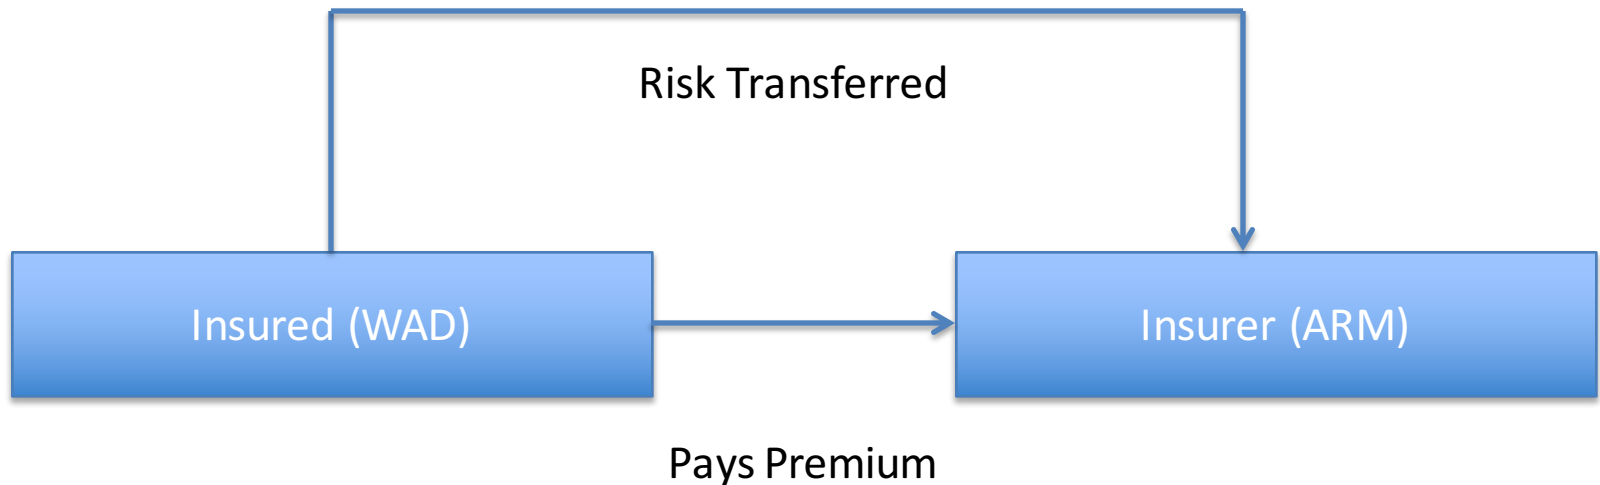 Risk Transferred
Insured (WAD)
Insurer (ARM)
Pays Premium